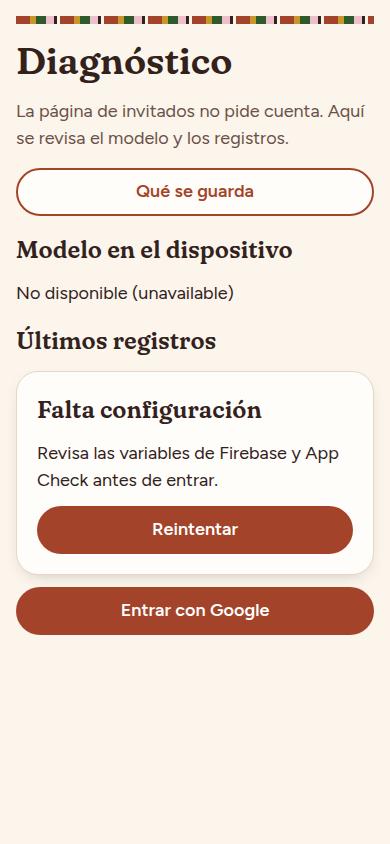 Diagnóstico
La página de invitados no pide cuenta. Aquí
se revisa el modelo y los registros.
Qué se guarda
Modelo en el dispositivo
No disponible (unavailable)
Últimos registros
Falta configuración
Revisa las variables de Firebase y App
Check antes de entrar.
Reintentar
Entrar con Google